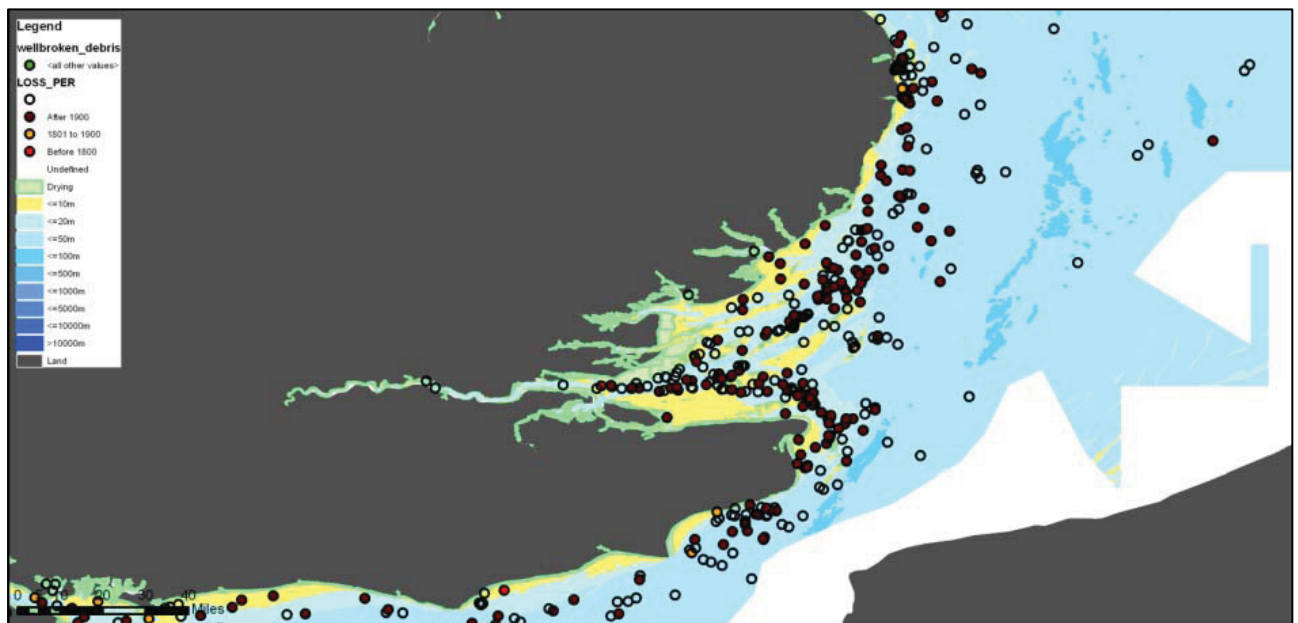 Legend
wellbroken_debris
<all other values>
LOSS_PER
After 1900
1801 to 1900
Before 1800
Undefined
Drying
<=10m
<=20m
<=50m
<=100m
<=500m
<=1000m
<=5000m
<=10000m
>10000m
Land
0 10 20 40
Miles